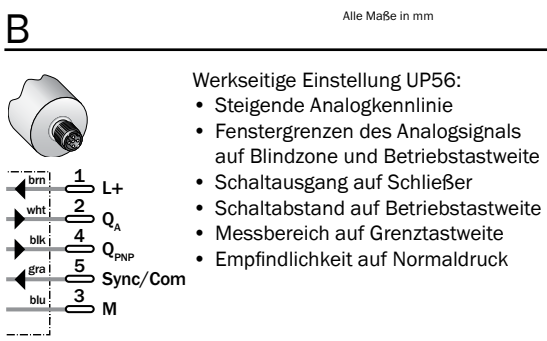 B
Alle Maße in mm
Werkseitige Einstellung UP56:
• Steigende Analogkennlinie
• Fenstergrenzen des Analogsignals
auf Blindzone und Betriebstastweite
• Schaltausgang auf Schließer
• Schaltabstand auf Betriebstastweite
• Messbereich auf Grenztastweite
• Empfindlichkeit auf Normaldruck
brn 1 L+
wht 2 QA
blk 4 QPNP
gra 5 Sync/Com
blu 3 M